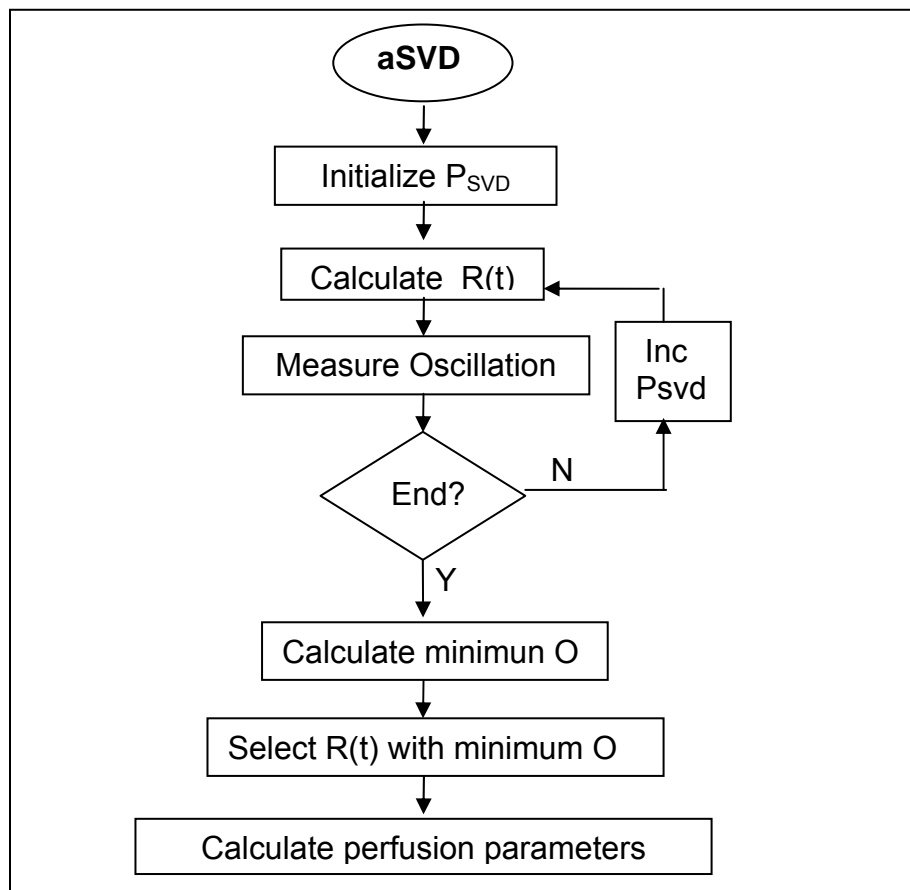 aSVD
Initialize PSVD
Calculate R(t)
Measure Oscillation
Inc
Psvd
End?
N
Y
Calculate minimun O
Select R(t) with minimum O
Calculate perfusion parameters